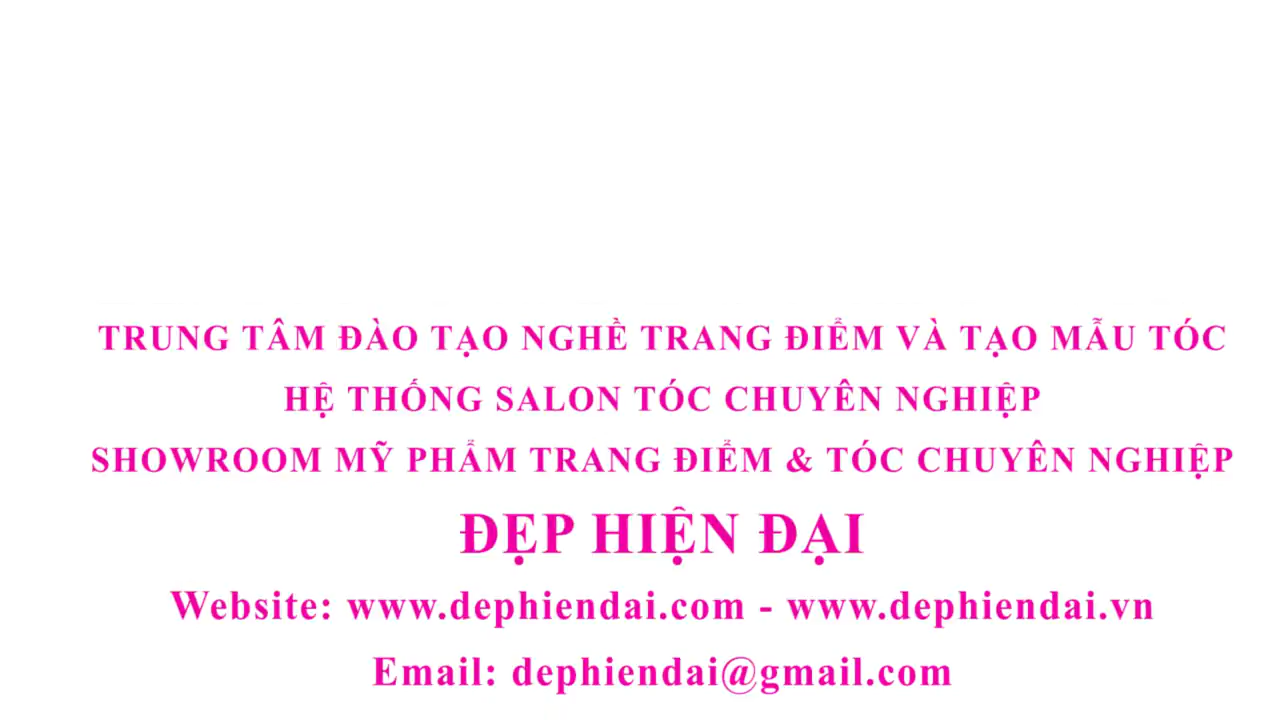 TRUNG TÂM ĐÀO TẠO NGHỀ TRANG ĐIỂM VÀ TẠO MẪU TÓC
HỆ THỐNG SALON TÓC CHUYÊN NGHIỆP
SHOWROOM MỸ PHẨM TRANG ĐIỂM & TÓC CHUYÊN NGHIỆP
ĐẸP HIỆN ĐẠI
Website: www.dephiendai.com - www.dephiendai.vn
Email: dephiendai@gmail.com